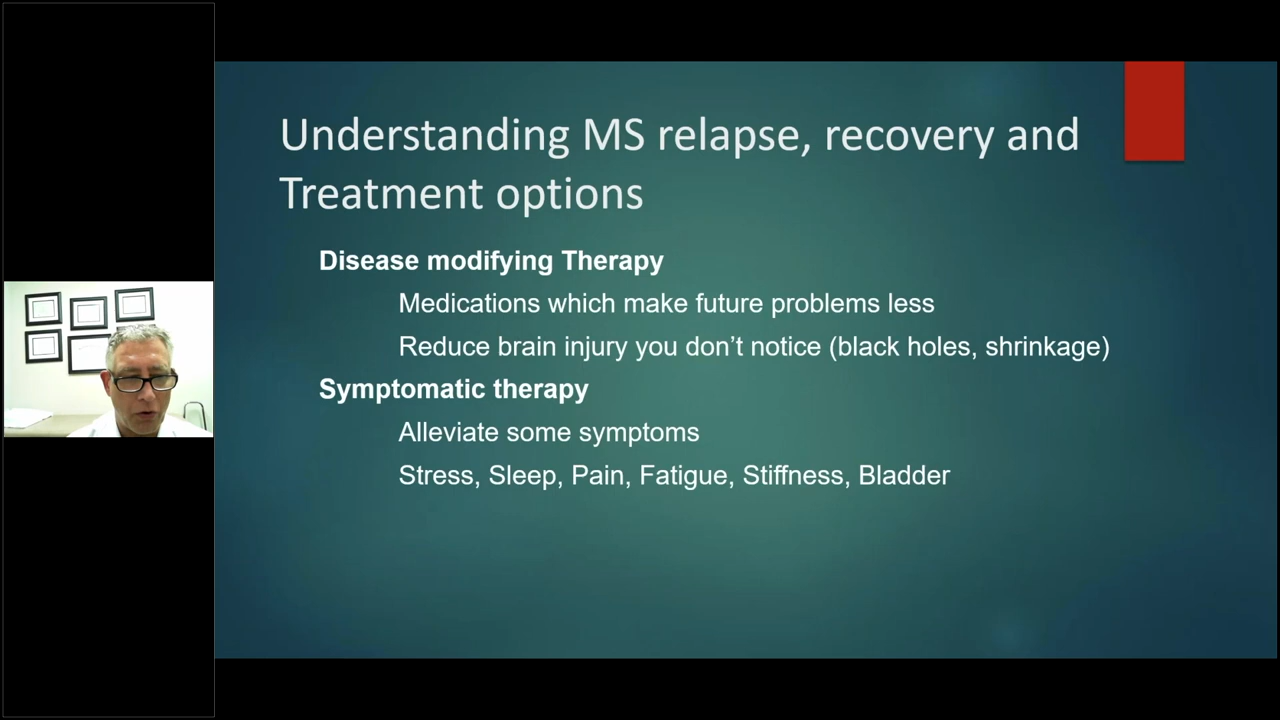 Understanding MS relapse, recovery and
Treatment options
Disease modifying Therapy
Medications which make future problems less
Reduce brain injury you don’t notice (black holes, shrinkage)
Symptomatic therapy
Alleviate some symptoms
Stress, Sleep, Pain, Fatigue, Stiffness, Bladder